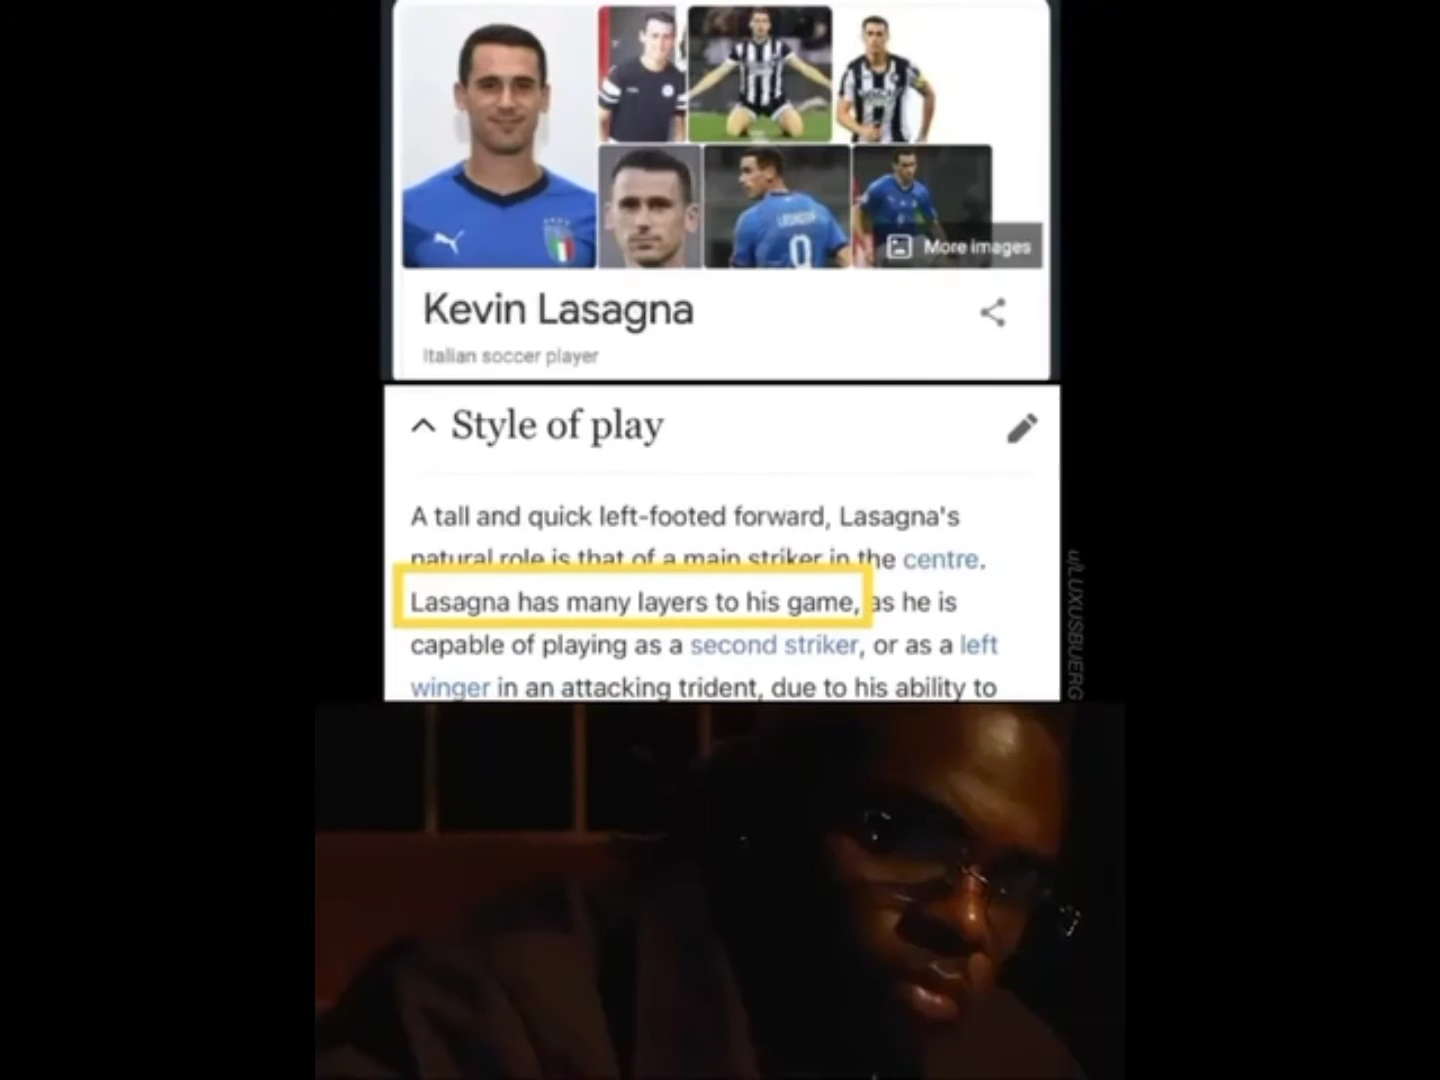 More images
Kevin Lasagna
Italian soccer player
Style of play
A tall and quick left-footed forward, Lasagna's
natural role is that of a main striker in the centre.
Lasagna has many layers to his game, as he is
capable of playing as a second striker, or as a left
winger in an attacking trident, due to his ability to
u/LUXUSBUERG